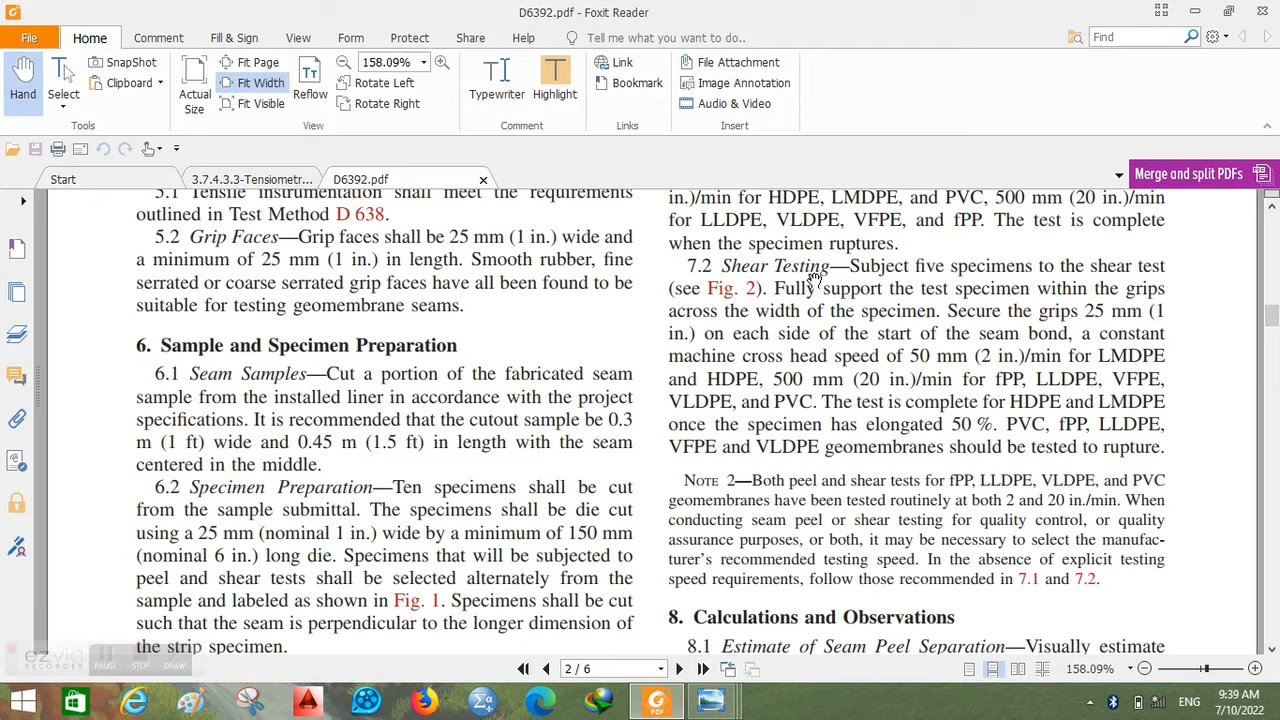 D6392.pdf - Foxit Reader
File
Home
Comment
Fill & Sign
View
Form
Protect
Share
Help
Tell me what you want to do..
Find
Hand
Select
SnapShot
Clipboard
Tools
Actual
Size
Fit Page
Fit Width
Fit Visible
Reflow
158.09%
Rotate Left
Rotate Right
View
Typewriter
Highlight
Comment
Link
Bookmark
Links
File Attachment
Image Annotation
Audio & Video
Insert
Start
3.7.4.3.3-Tensiometr...
D6392.pdf
Merge and split PDFs
5.1 Tensile instrumentation shall meet the requirements
outlined in Test Method D 638.
5.2 Grip Faces—Grip faces shall be 25 mm (1 in.) wide and
a minimum of 25 mm (1 in.) in length. Smooth rubber, fine
serrated or coarse serrated grip faces have all been found to be
suitable for testing geomembrane seams.
6. Sample and Specimen Preparation
6.1 Seam Samples—Cut a portion of the fabricated seam
sample from the installed liner in accordance with the project
specifications. It is recommended that the cutout sample be 0.3
m (1 ft) wide and 0.45 m (1.5 ft) in length with the seam
centered in the middle.
6.2 Specimen Preparation—Ten specimens shall be cut
from the sample submittal. The specimens shall be die cut
using a 25 mm (nominal 1 in.) wide by a minimum of 150 mm
(nominal 6 in.) long die. Specimens that will be subjected to
peel and shear tests shall be selected alternately from the
sample and labeled as shown in Fig. 1. Specimens shall be cut
such that the seam is perpendicular to the longer dimension of
the strip specimen.
in.)/min for HDPE, LMDPE, and PVC, 500 mm (20 in.)/min
for LLDPE, VLDPE, VFPE, and fPP. The test is complete
when the specimen ruptures.
7.2 Shear Testing—Subject five specimens to the shear test
(see Fig. 2). Fully support the test specimen within the grips
across the width of the specimen. Secure the grips 25 mm (1
in.) on each side of the start of the seam bond, a constant
machine cross head speed of 50 mm (2 in.)/min for LMDPE
and HDPE, 500 mm (20 in.)/min for fPP, LLDPE, VFPE,
VLDPE, and PVC. The test is complete for HDPE and LMDPE
once the specimen has elongated 50 %. PVC, fPP, LLDPE,
VFPE and VLDPE geomembranes should be tested to rupture.
NOTE 2—Both peel and shear tests for fPP, LLDPE, VLDPE, and PVC
geomembranes have been tested routinely at both 2 and 20 in./min. When
conducting seam peel or shear testing for quality control, or quality
assurance purposes, or both, it may be necessary to select the manufac-
turer's recommended testing speed. In the absence of explicit testing
speed requirements, follow those recommended in 7.1 and 7.2.
8. Calculations and Observations
8.1 Estimate of Seam Peel Separation—Visually estimate
ezvid
RECORDER
PAUSE
STOP
DRAW
2 / 6
158.09%
PDF
ENG
9:39 AM
7/10/2022